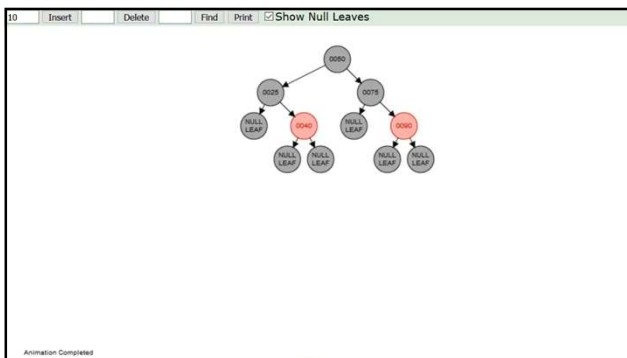 10 Insert Delete Find Print Show Null Leaves
0050
0025 0075
NULL
LEAF
0040
NULL
LEAF
0090
NULL
LEAF
NULL
LEAF
NULL
LEAF
NULL
LEAF
Animation Completed